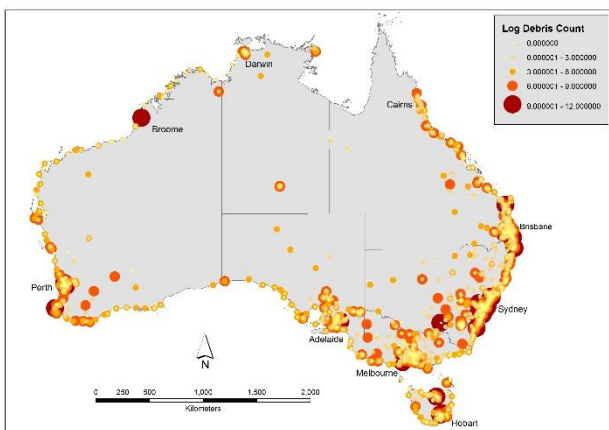 Log Debris Count
0.000000
0.000001 - 3.000000
3.000001 - 6.000000
6.000001 - 9.000000
9.000001 - 12.000000
Darwin
Broome
Cairns
Brisbane
Perth
Sydney
Adelaide
Melbourne
Hobart
N
0 500 1,000 1,500 2,000
Kilometers